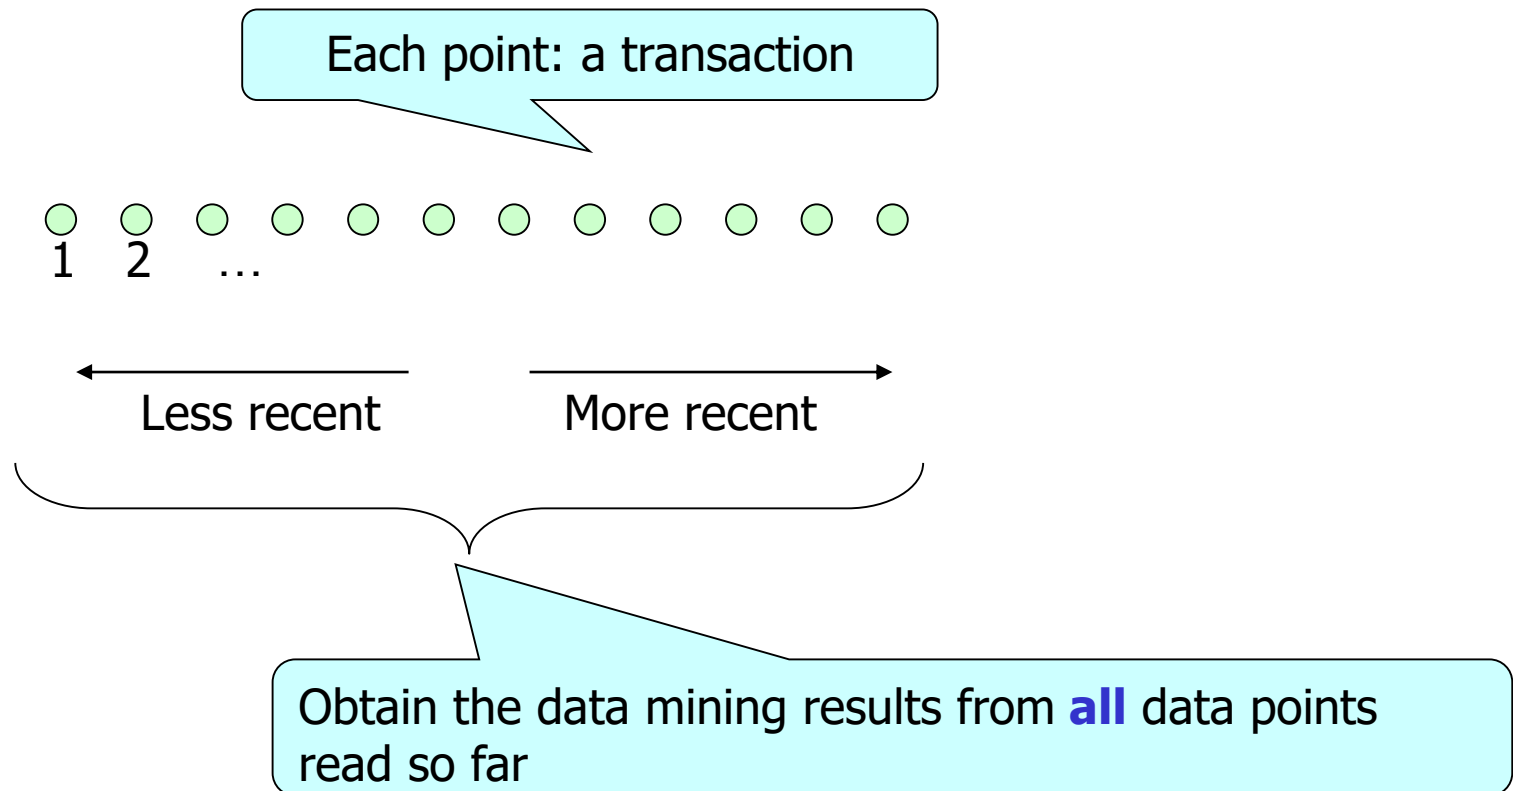 Each point: a transaction
1 2 …
Less recent More recent
Obtain the data mining results from all data points
read so far